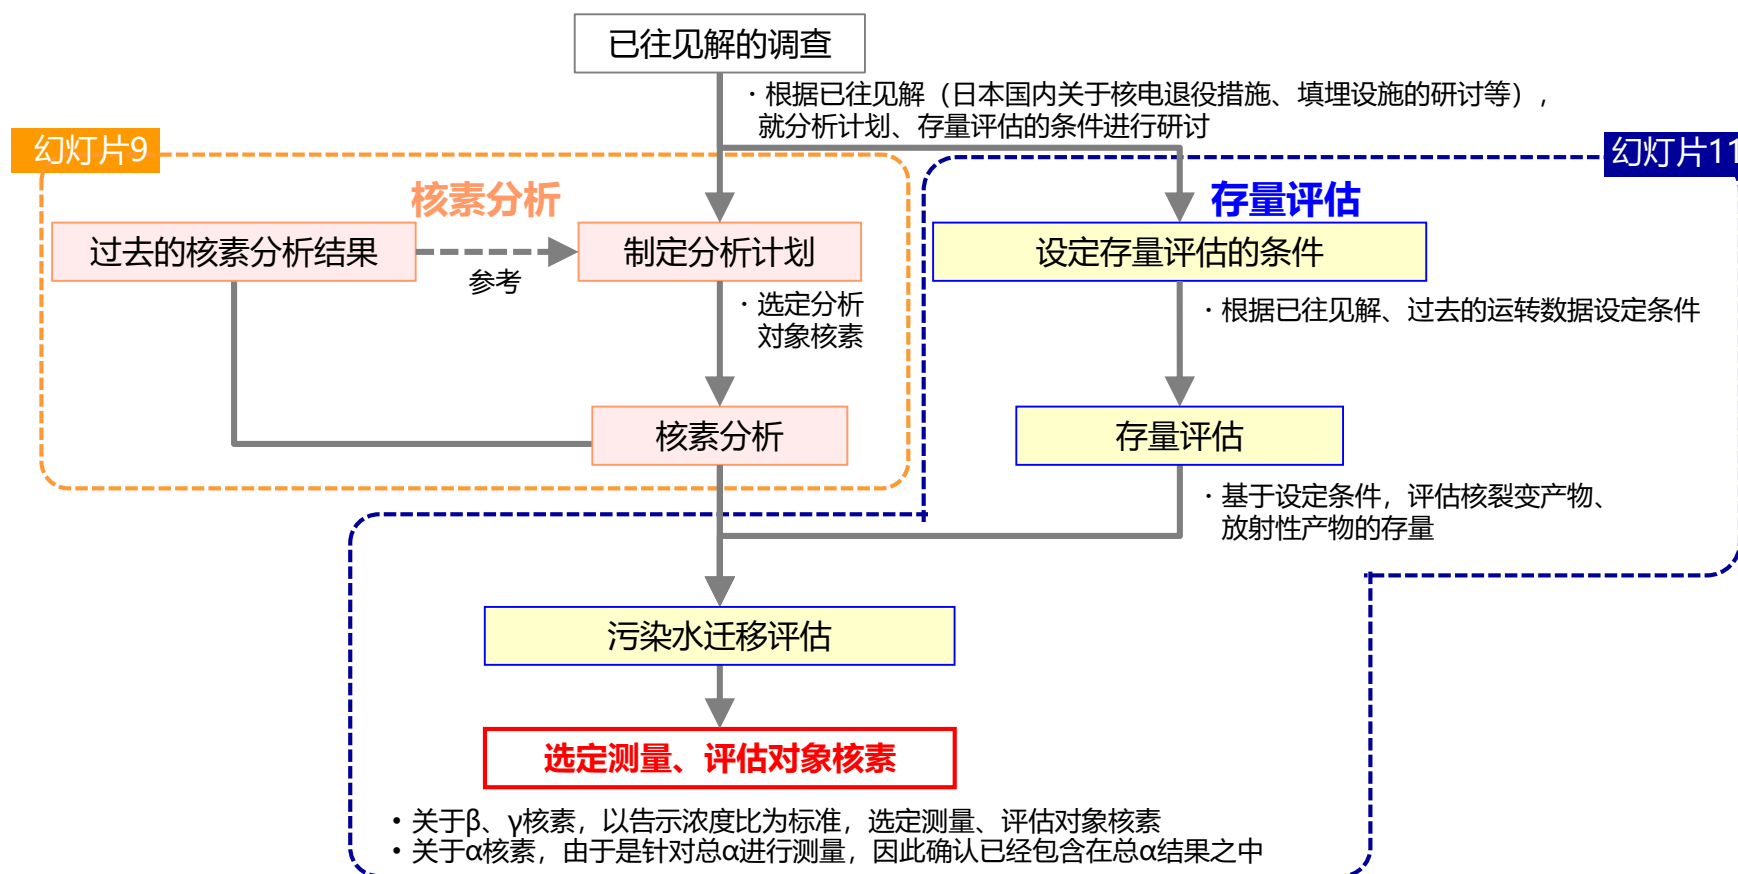 已往见解的调查
・根据已往见解（日本国内关于核电退役措施、填埋设施的研讨等），
就分析计划、存量评估的条件进行研讨
幻灯片9
幻灯片11
核素分析
存量评估
过去的核素分析结果
参考
制定分析计划
设定存量评估的条件
・选定分析
对象核素
・根据已往见解、过去的运转数据设定条件
核素分析
存量评估
・基于设定条件，评估核裂变产物、
放射性产物的存量
污染水迁移评估
选定测量、评估对象核素
• 关于β、γ核素，以告示浓度比为标准，选定测量、评估对象核素
• 关于α核素，由于是针对总α进行测量，因此确认已经包含在总α结果之中